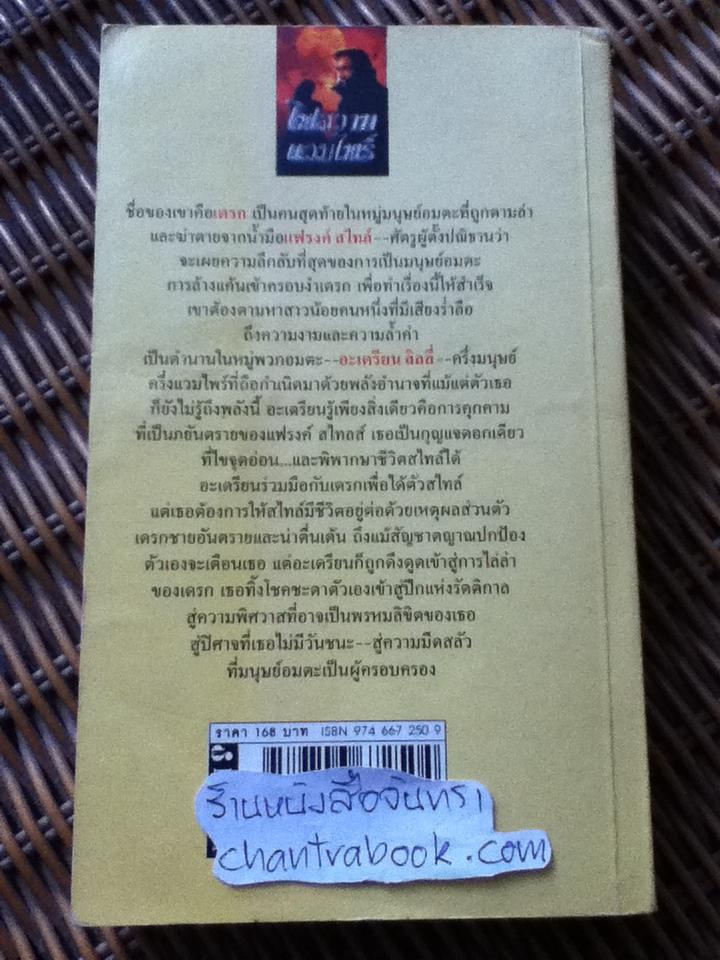 แวมไพร์
ชื่อของเขาคือเดรก เป็นคนสุดท้ายในหมู่มนุษย์อมตะที่ถูกตามล่า
และฆ่าตายจากน้ำมือแฟรงค์ สไทล์--ศัตรูผู้ตั้งปณิธานว่า
จะเผยความลึกลับที่สุดของการเป็นมนุษย์อมตะ
การล้างแค้นเข้าครอบงำเดรก เพื่อทำเรื่องนี้ให้สำเร็จ
เขาต้องตามหาสาวน้อยคนหนึ่งที่มีเสียงร่ำลือ
ถึงความงามและความล้ำค่า
เป็นตำนานในหมู่พวกอมตะ--อะเดรียน ลิลลี่--ครึ่งมนุษย์
ครึ่งแวมไพร์ที่ถือกำเนิดมาด้วยพลังอำนาจที่แม้แต่ตัวเธอ
ก็ยังไม่รู้ถึงพลังนี้ อะเดรียนรู้เพียงสิ่งเดียวคือการคุกคาม
ที่เป็นภยันตรายของแฟรงค์ สไทลส์ เธอเป็นกุญแจดอกเดียว
ที่ไขจุดอ่อน...และพิพากษาชีวิตสไทล์ได้
อะเดรียนร่วมมือกับเดรกเพื่อได้ตัวสไทล์
แต่เธอต้องการให้สไทล์มีชีวิตอยู่ต่อด้วยเหตุผลส่วนตัว
เดรกชายอันตรายและน่าตื่นเต้น ถึงแม้สัญชาตญาณปกป้อง
ตัวเองจะเตือนเธอ แต่อะเดรียนก็ถูกดึงดูดเข้าสู่การไล่ล่า
ของเดรก เธอทิ้งโชคชะตาตัวเองเข้าสู่ปีกแห่งรัตติกาล
สู่ความพิศวาสที่อาจเป็นพรหมลิขิตของเธอ
สู่ปีศาจที่เธอไม่มีวันชนะ--สู่ความมืดสลัว
ที่มนุษย์อมตะเป็นผู้ครอบครอง
ราคา 168 บาท ISBN 974 667 250 9
ร้านหนังสือจันทรา
chantrabook.com